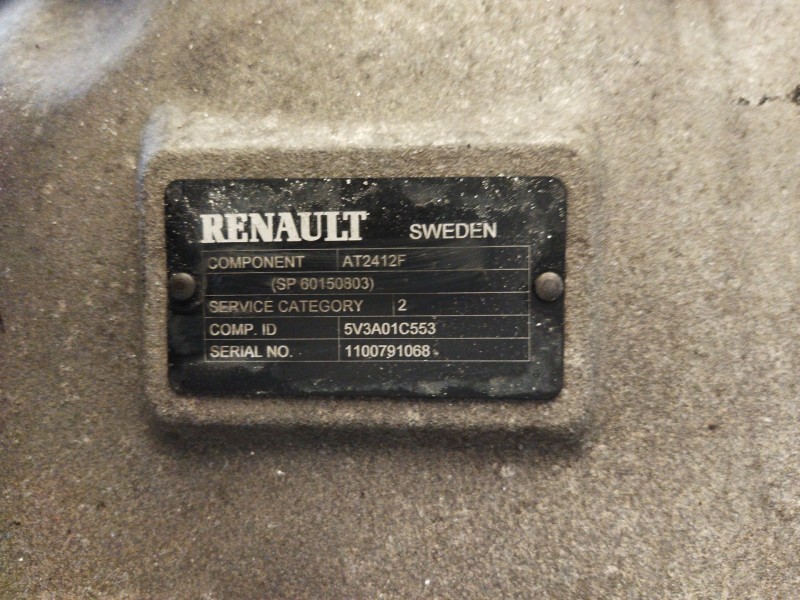 RENAULT SWEDEN
COMPONENT AT2412F
(SP 60150803)
SERVICE CATEGORY 2
COMP. ID 5V3A01C553
SERIAL NO. 1100791068